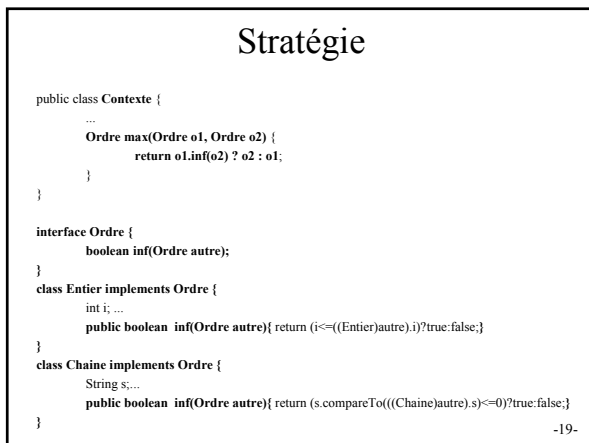 Stratégie
public class Contexte {
...
Ordre max(Ordre o1, Ordre o2) {
return o1.inf(o2) ? o2 : o1;
}
}
interface Ordre {
boolean inf(Ordre autre);
}
class Entier implements Ordre {
int i; ...
public boolean inf(Ordre autre){ return (i<=((Entier)autre).i)?true:false;}
}
class Chaine implements Ordre {
String s;...
public boolean inf(Ordre autre){ return (s.compareTo(((Chaine)autre).s)<=0)?true:false;}
}
-19-